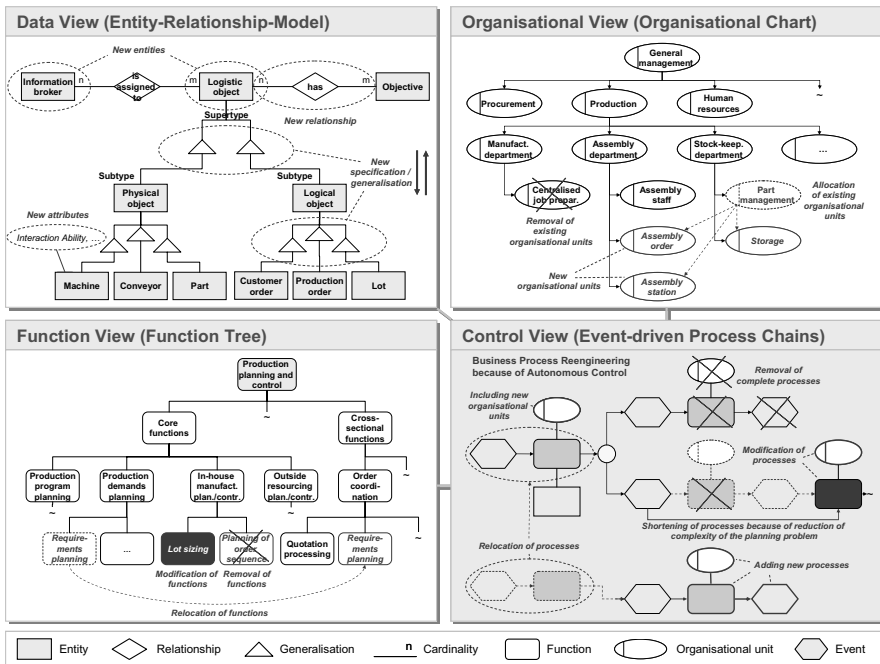 Data View (Entity-Relationship-Model)
New entities
Information
broker
n
is
assigned
to
m
Logistic
object
n
has
m
Objective
Supertype
New relationship
New
specification /
generalisation
Subtype
Subtype
Physical
object
Logical
object
New attributes
Interaction Ability, ...
Machine
Conveyor
Part
Customer
order
Production
order
Lot
Organisational View (Organisational Chart)
General
management
Procurement
Production
Human
resources
~
Manufact.
department
Assembly
department
Stock-keep.
department
...
Centralised
job prepar.
Assembly
staff
Part
management
Allocation
of existing
organisational
units
Removal of
existing
organisational units
Assembly
order
Storage
New
organisational units
Assembly
station
Function View (Function Tree)
Production
planning and
control
~
Core
functions
Cross-
sectional
functions
Production
program
planning
Production
demands
planning
In-house
manufact.
plan./contr.
Outside
resourcing
plan./contr.
Order
coordi-
nation
~
~
~
Require-
ments
planning
...
Lot sizing
Planning of
order
sequence
Quotation
processing
Require-
ments
planning
~
Modification of
functions
Removal of
functions
Relocation of functions
Control View (Event-driven Process Chains)
Business Process Reengineering
because of Autonomous Control
Removal of
complete processes
Including new
organisational
units
Modification of
processes
~
Shortening of processes because of reduction of
complexity of the planning problem
Relocation of processes
Adding new processes
Entity
Relationship
Generalisation
n
Cardinality
Function
Organisational unit
Event